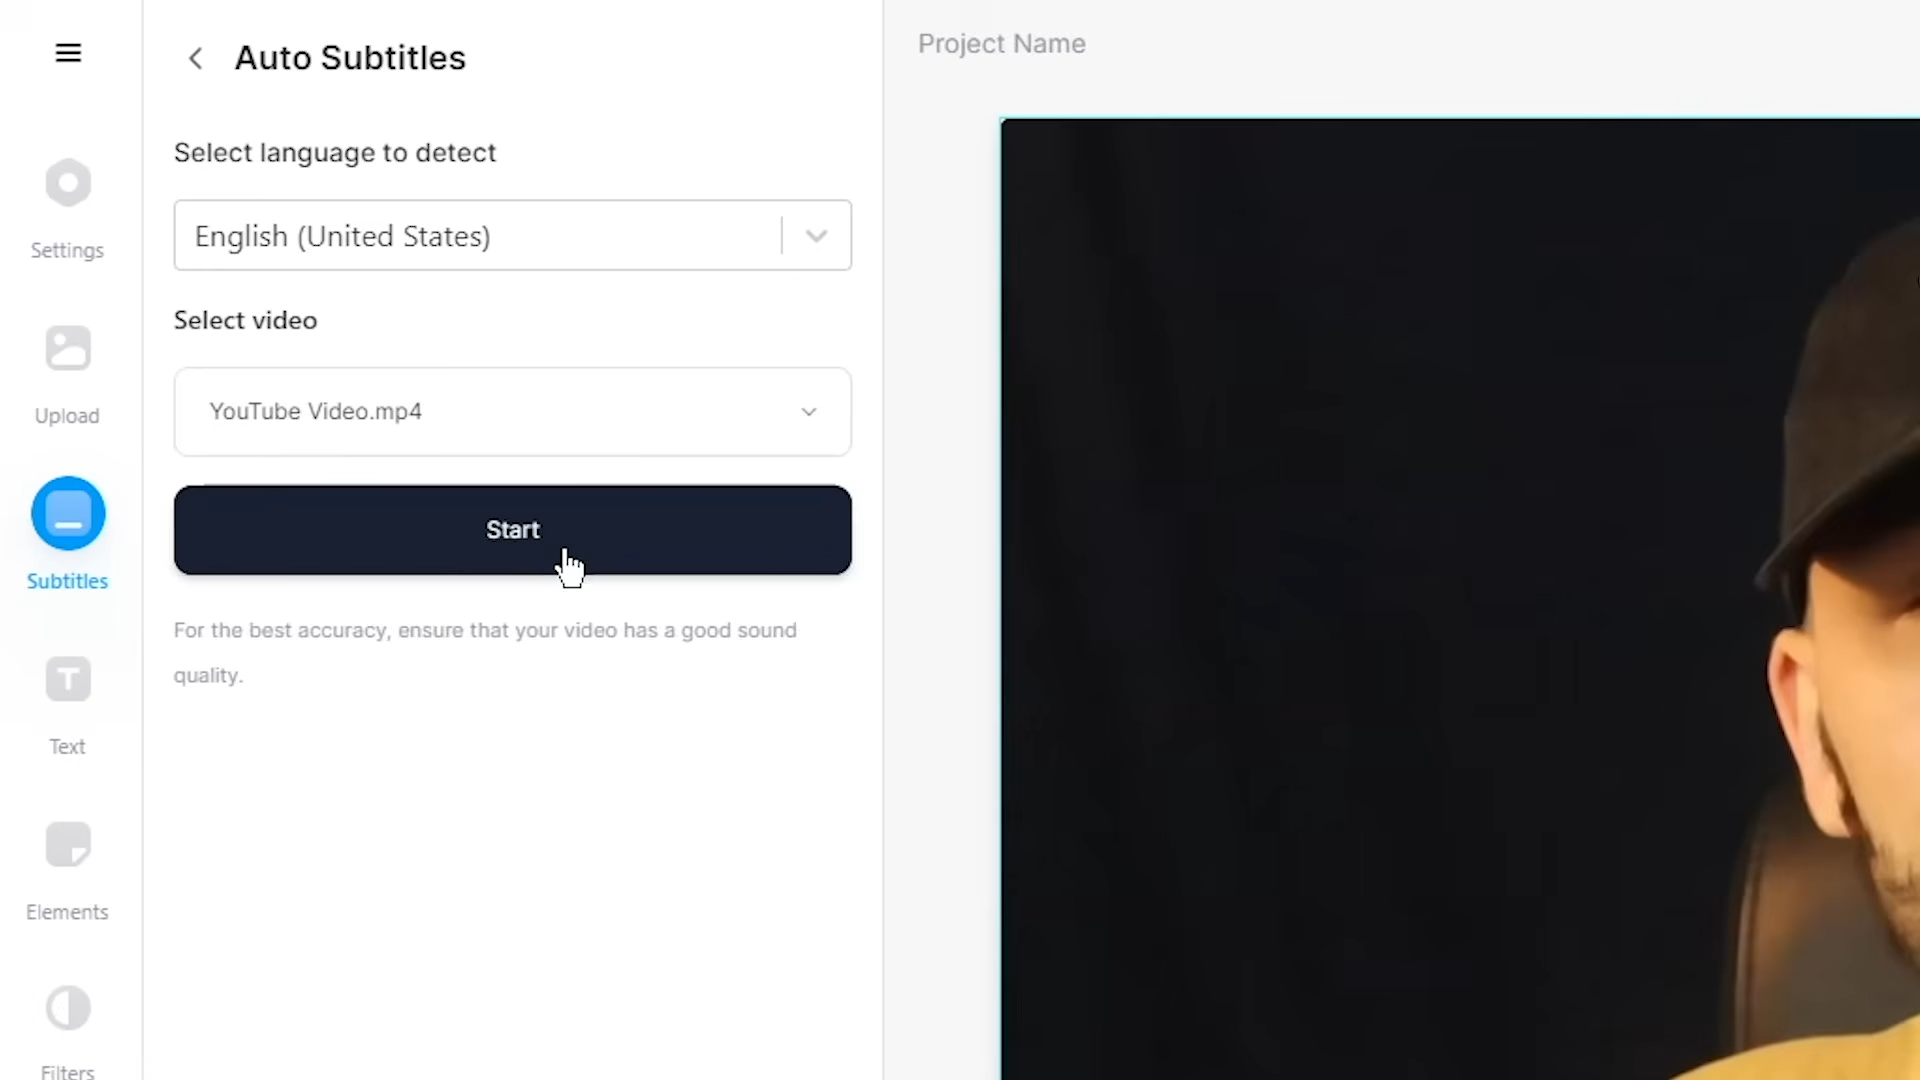 Auto Subtitles
Project Name
Select language to detect
English (United States)
Select video
YouTube Video.mp4
Start
For the best accuracy, ensure that your video has a good sound
quality.
Settings
Upload
Subtitles
T
Text
Elements
Filters